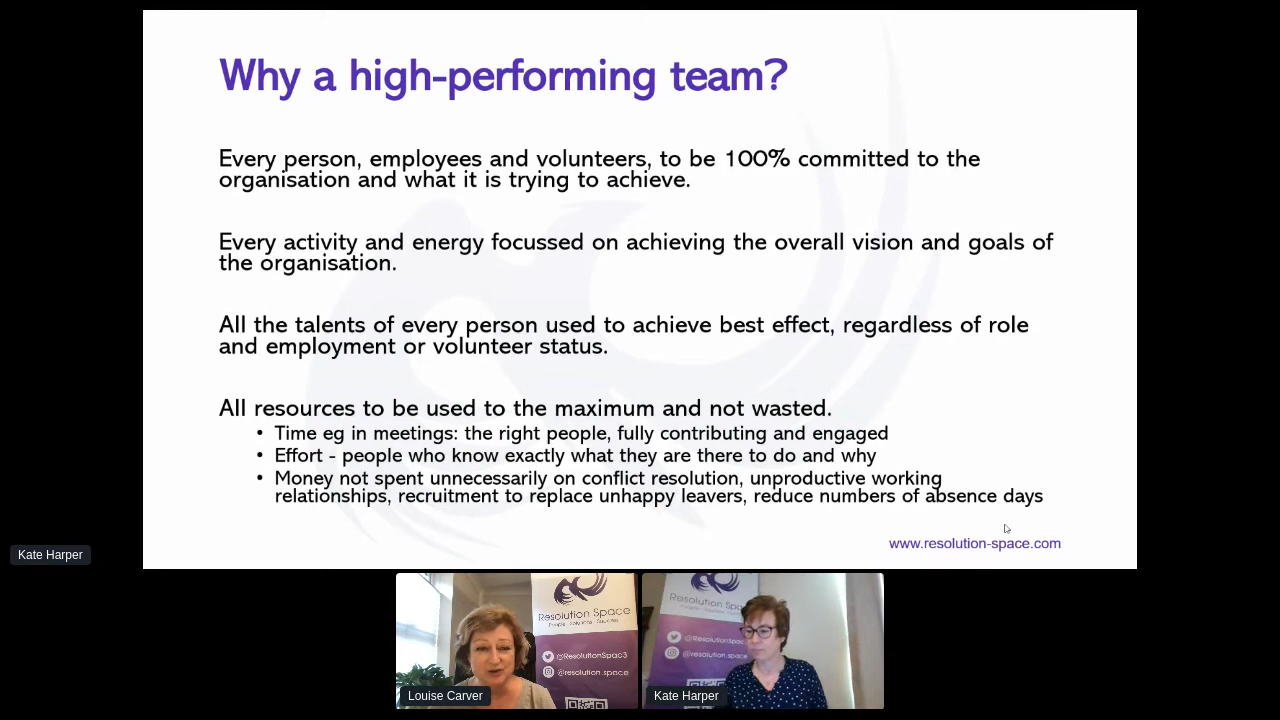 Why a high-performing team?
Every person, employees and volunteers, to be 100% committed to the
organisation and what it is trying to achieve.
Every activity and energy focussed on achieving the overall vision and goals of
the organisation.
All the talents of every person used to achieve best effect, regardless of role
and employment or volunteer status.
All resources to be used to the maximum and not wasted.
• Time eg in meetings: the right people, fully contributing and engaged
• Effort - people who know exactly what they are there to do and why
• Money not spent unnecessarily on conflict resolution, unproductive working
relationships, recruitment to replace unhappy leavers, reduce numbers of absence days
www.resolution-space.com
Kate Harper
Resolution Space
@ResolutionSpac3
@resolution.space
Louise Carver
Resolution Spa
@ResolutionSpac
@resolution.space
Kate Harper